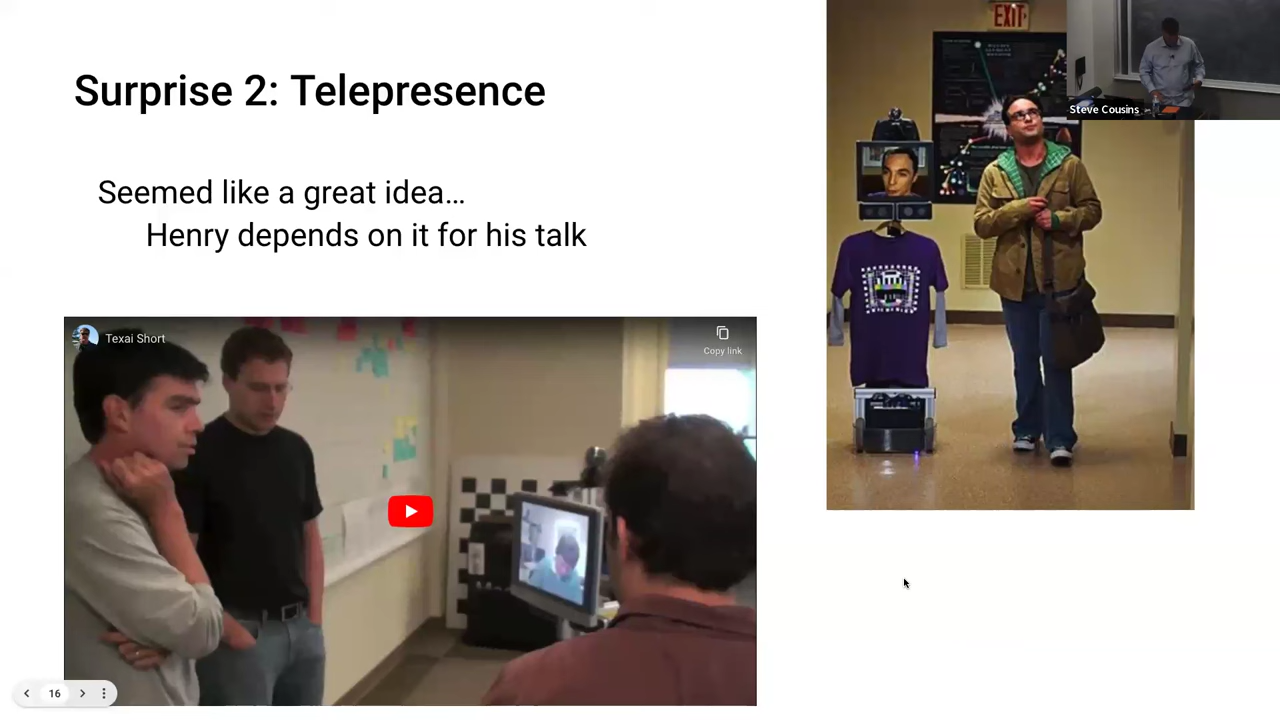 Surprise 2: Telepresence
Seemed like a great idea…
Henry depends on it for his talk
Texai Short
Copy link
16
EXIT
Steve Cousins